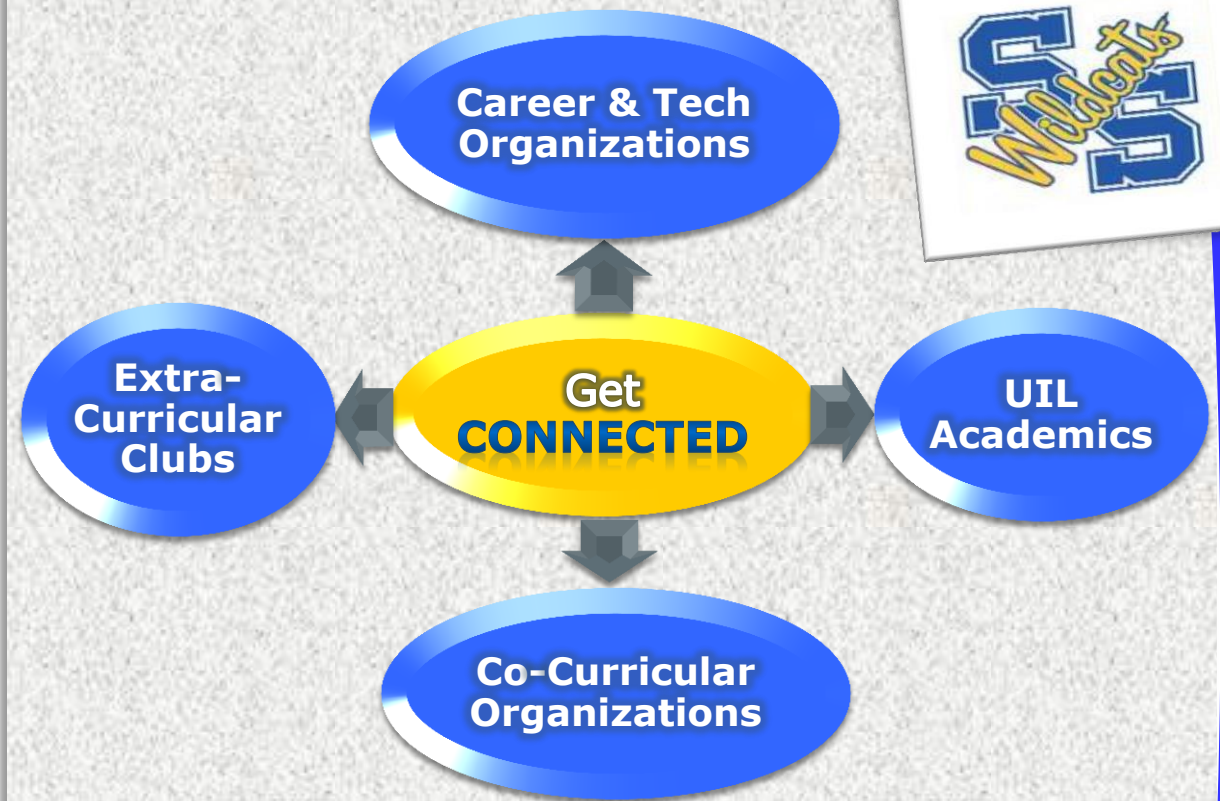 SS
Wildcats
Career & Tech
Organizations
Extra-
Curricular
Clubs
Get
CONNECTED
UIL
Academics
Co-Curricular
Organizations